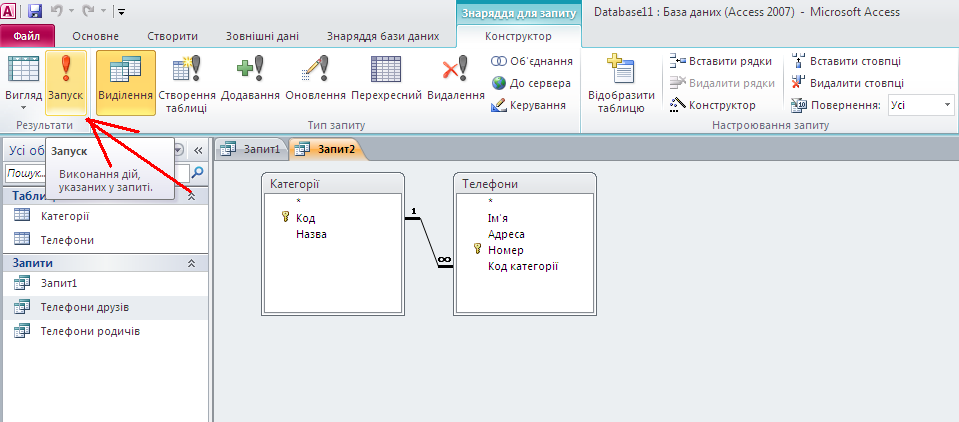 Знаряддя для запиту
Database11 : База даних (Access 2007) - Microsoft Access
Файл Основне Створити Зовнішні дані Знаряддя бази даних Конструктор
Вигляд
Запуск
Виділення
Створення таблиці
Додавання
Оновлення
Перехресний
Видалення
Об'єднання
До сервера
Керування
Відобразити таблицю
Вставити рядки
Видалити рядки
Конструктор
Вставити стовпці
Видалити стовпці
Повернення: Усі
Результати
Тип запиту
Настроювання запиту
Усі об
Пошук...
Запуск
Виконання дій,
указаних у запиті.
Таблиц
Категорії
Телефони
Запити
Запит1
Телефони друзів
Телефони родичів
Запит1 Запит2
Категорії
*
Код
Назва
1
∞
Телефони
*
Ім'я
Адреса
Номер
Код категорії